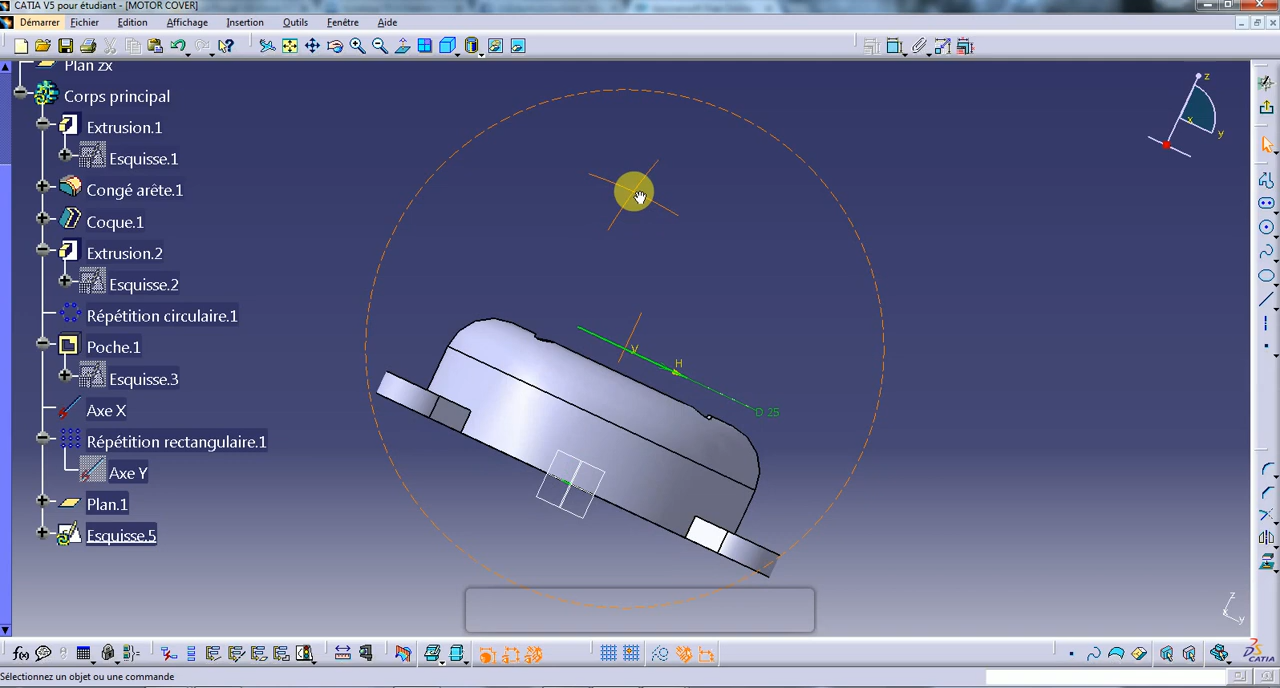 CATIA V5 pour étudiant - [MOTOR COVER]
Démarrer Fichier Edition Affichage Insertion Outils Fenêtre Aide
Plan zx
Corps principal
Extrusion.1
Esquisse.1
Congé arête.1
Coque.1
Extrusion.2
Esquisse.2
Répétition circulaire.1
Poche.1
Esquisse.3
Axe X
Répétition rectangulaire.1
Axe Y
Plan.1
Esquisse.5
z
x
y
V
H
D 25
z
y
f(x)
CATIA
Sélectionnez un objet ou une commande